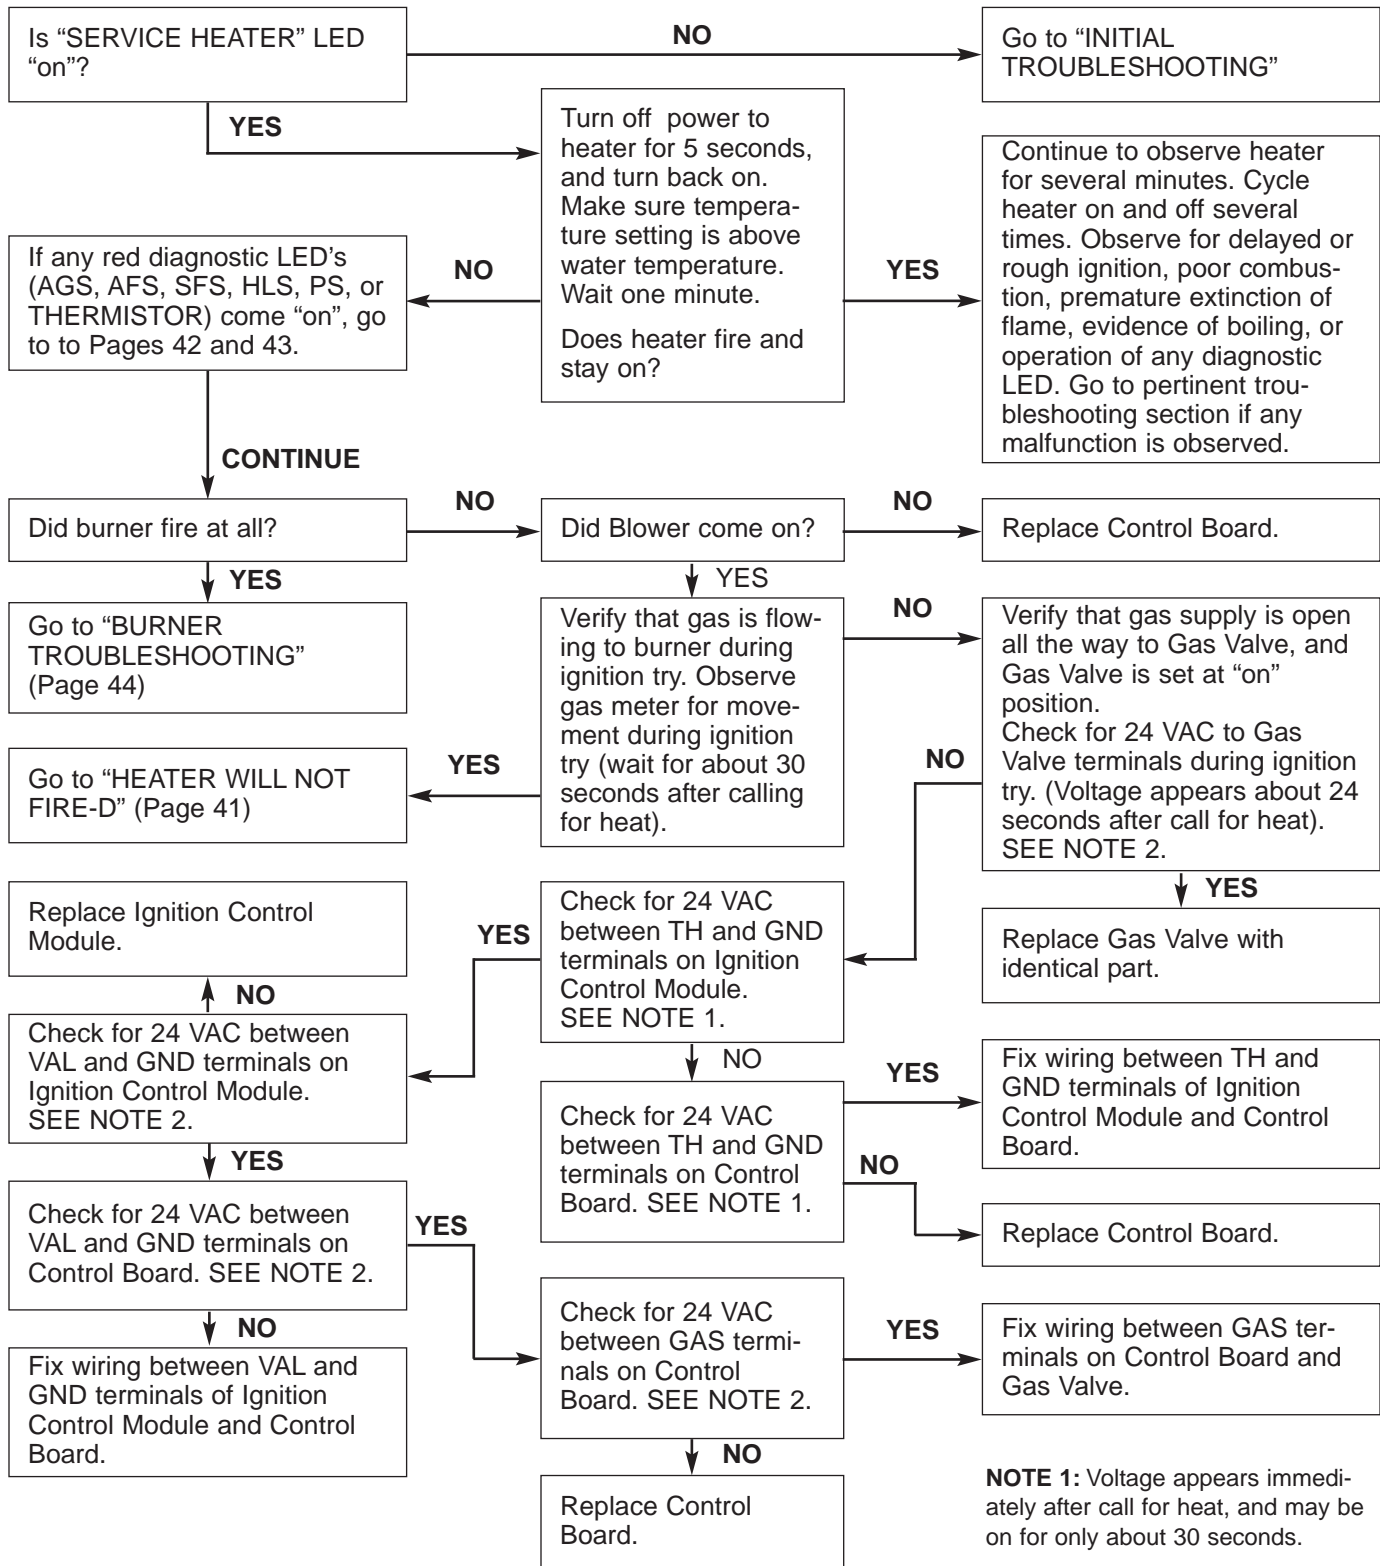 Is “SERVICE HEATER” LED
“on”?
NO
Go to “INITIAL
TROUBLESHOOTING”
YES
Turn off power to
heater for 5 seconds,
and turn back on.
Make sure tempera-
ture setting is above
water temperature.
Wait one minute.
Does heater fire and
stay on?
YES
Continue to observe heater
for several minutes. Cycle
heater on and off several
times. Observe for delayed or
rough ignition, poor combus-
tion, premature extinction of
flame, evidence of boiling, or
operation of any diagnostic
LED. Go to pertinent trou-
bleshooting section if any
malfunction is observed.
NO
If any red diagnostic LED's
(AGS, AFS, SFS, HLS, PS, or
THERMISTOR) come “on”, go
to to Pages 42 and 43.
CONTINUE
Did burner fire at all?
NO
Did Blower come on?
NO
Replace Control Board.
YES
Go to “BURNER
TROUBLESHOOTING”
(Page 44)
YES
Verify that gas is flow-
ing to burner during
ignition try. Observe
gas meter for move-
ment during ignition
try (wait for about 30
seconds after calling
for heat).
NO
Verify that gas supply is open
all the way to Gas Valve, and
Gas Valve is set at “on”
position.
Check for 24 VAC to Gas
Valve terminals during ignition
try. (Voltage appears about 24
seconds after call for heat).
SEE NOTE 2.
YES
Go to “HEATER WILL NOT
FIRE-D” (Page 41)
NO
YES
Replace Gas Valve with
identical part.
Check for 24 VAC
between TH and GND
terminals on Ignition
Control Module.
SEE NOTE 1.
YES
Replace Ignition Control
Module.
NO
Check for 24 VAC between
VAL and GND terminals on
Ignition Control Module.
SEE NOTE 2.
NO
Check for 24 VAC
between TH and GND
terminals on Control
Board. SEE NOTE 1.
YES
Fix wiring between TH and
GND terminals of Ignition
Control Module and Control
Board.
NO
Replace Control Board.
YES
Check for 24 VAC between
VAL and GND terminals on
Control Board. SEE NOTE 2.
YES
Check for 24 VAC
between GAS termi-
nals on Control
Board. SEE NOTE 2.
YES
Fix wiring between GAS ter-
minals on Control Board and
Gas Valve.
NO
Fix wiring between VAL and
GND terminals of Ignition
Control Module and Control
Board.
NO
Replace Control
Board.
NOTE 1: Voltage appears immedi-
ately after call for heat, and may be
on for only about 30 seconds.